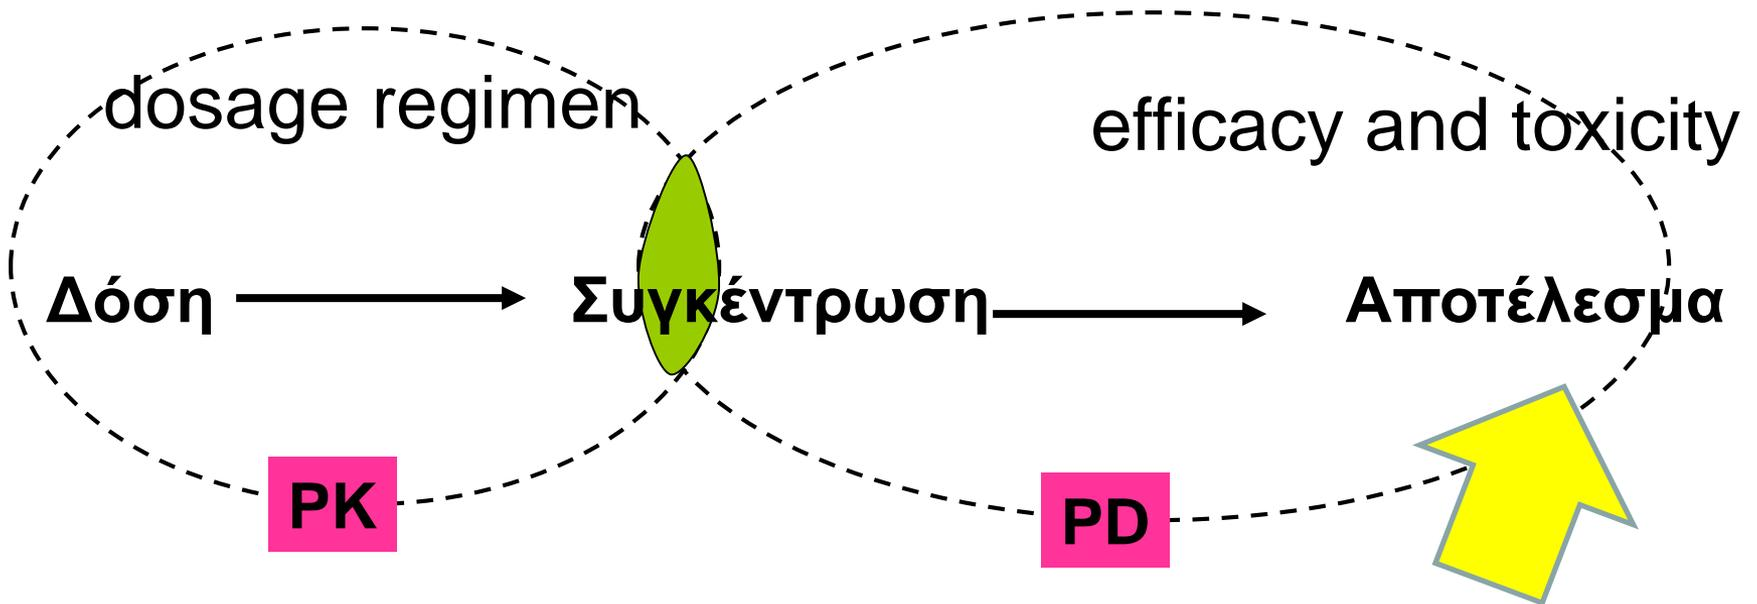 dosage regimen
efficacy and toxicity
Δόση
Συγκέντρωση
Αποτέλεσμα
PK
PD